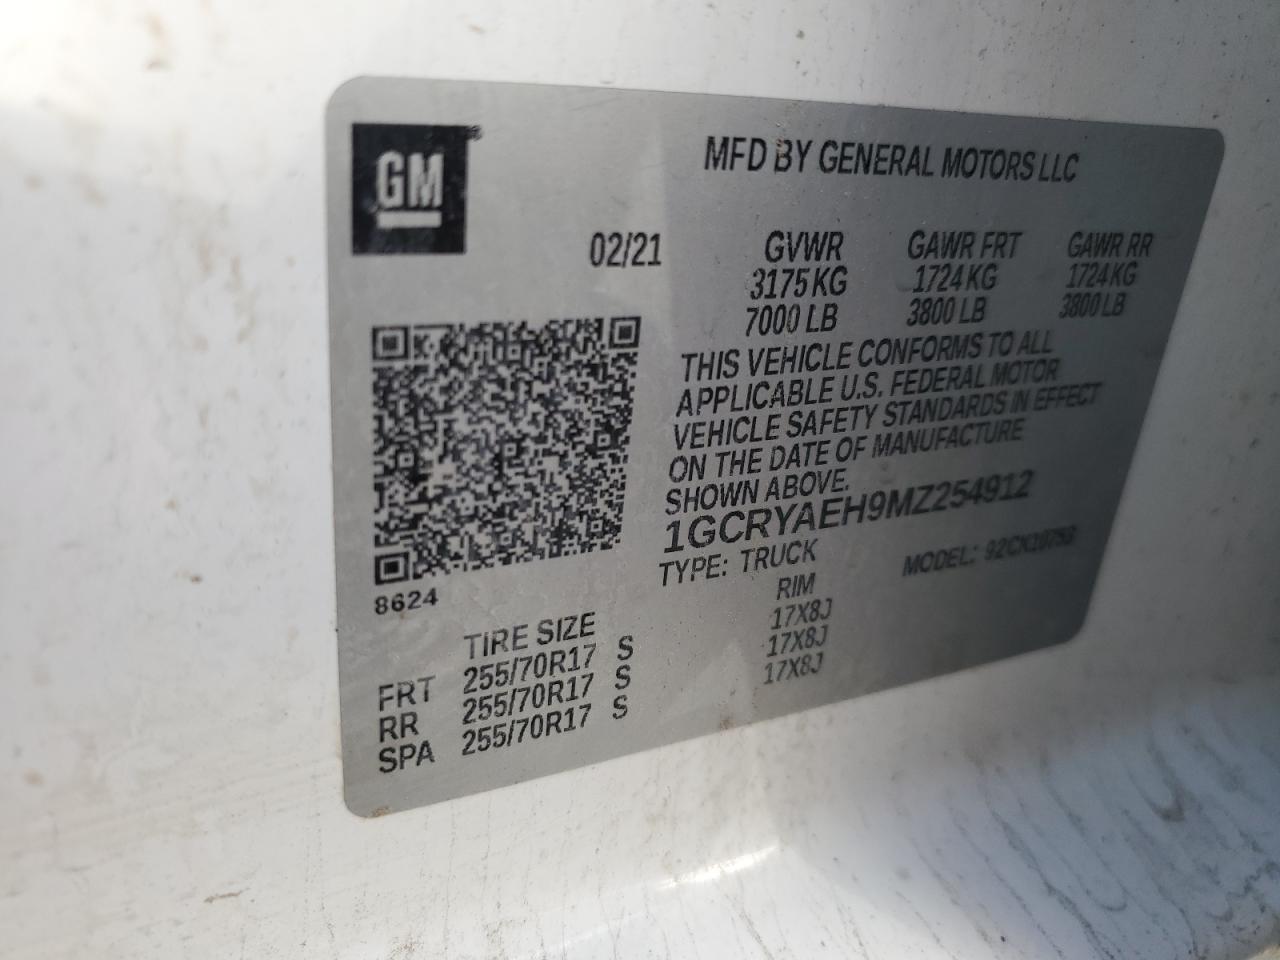 GM
MFD BY GENERAL MOTORS LLC
02/21 GVWR GAWR FRT GAWR RR
3175 KG 1724 KG 1724 KG
7000 LB 3800 LB 3800 LB
THIS VEHICLE CONFORMS TO ALL
APPLICABLE U.S. FEDERAL MOTOR
VEHICLE SAFETY STANDARDS IN EFFECT
ON THE DATE OF MANUFACTURE
SHOWN ABOVE.
1GCRYAEH9MZ254912
TYPE: TRUCK MODEL:
8624
TIRE SIZE RIM
FRT 255/70R17 S 17X8J
RR 255/70R17 S 17X8J
SPA 255/70R17 S 17X8J